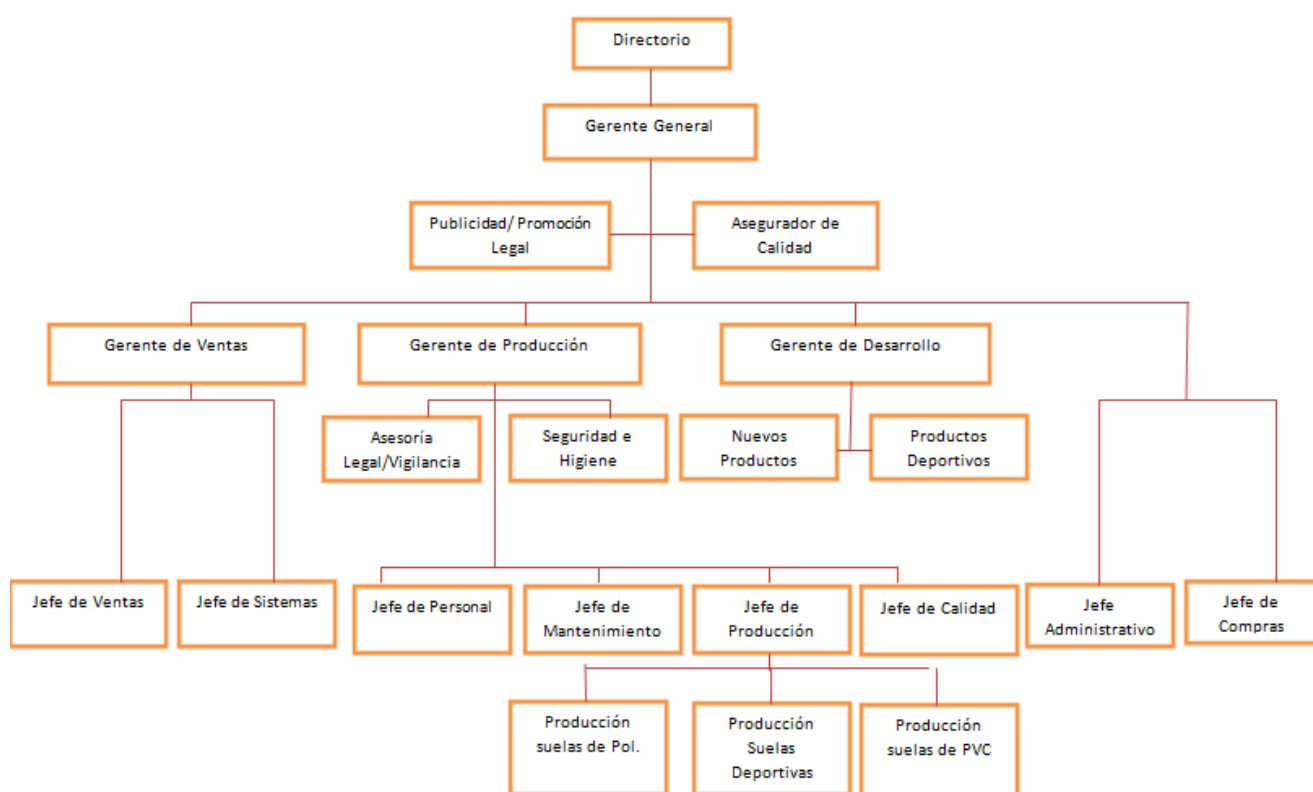 Directorio
Gerente General
Publicidad/ Promoción
Legal
Asegurador de
Calidad
Gerente de Ventas
Gerente de Producción
Gerente de Desarrollo
Asesoría
Legal/Vigilancia
Seguridad e
Higiene
Nuevos
Productos
Productos
Deportivos
Jefe de Ventas
Jefe de Sistemas
Jefe de Personal
Jefe de
Mantenimiento
Jefe de
Producción
Jefe de Calidad
Jefe
Administrativo
Jefe de
Compras
Producción
suelas de Pol.
Producción
Suelas
Deportivas
Producción
suelas de PVC